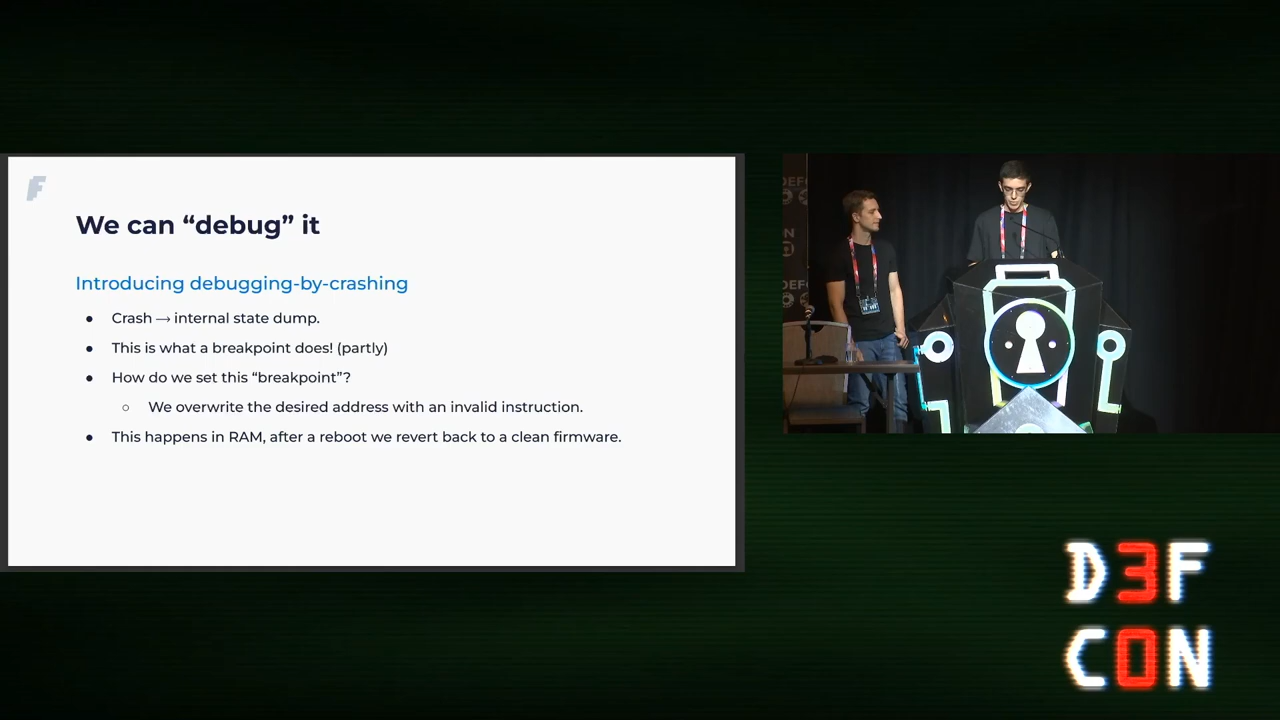 F
We can “debug” it
Introducing debugging-by-crashing
● Crash → internal state dump.
● This is what a breakpoint does! (partly)
● How do we set this “breakpoint”?
○ We overwrite the desired address with an invalid instruction.
● This happens in RAM, after a reboot we revert back to a clean firmware.
D3F
C0N